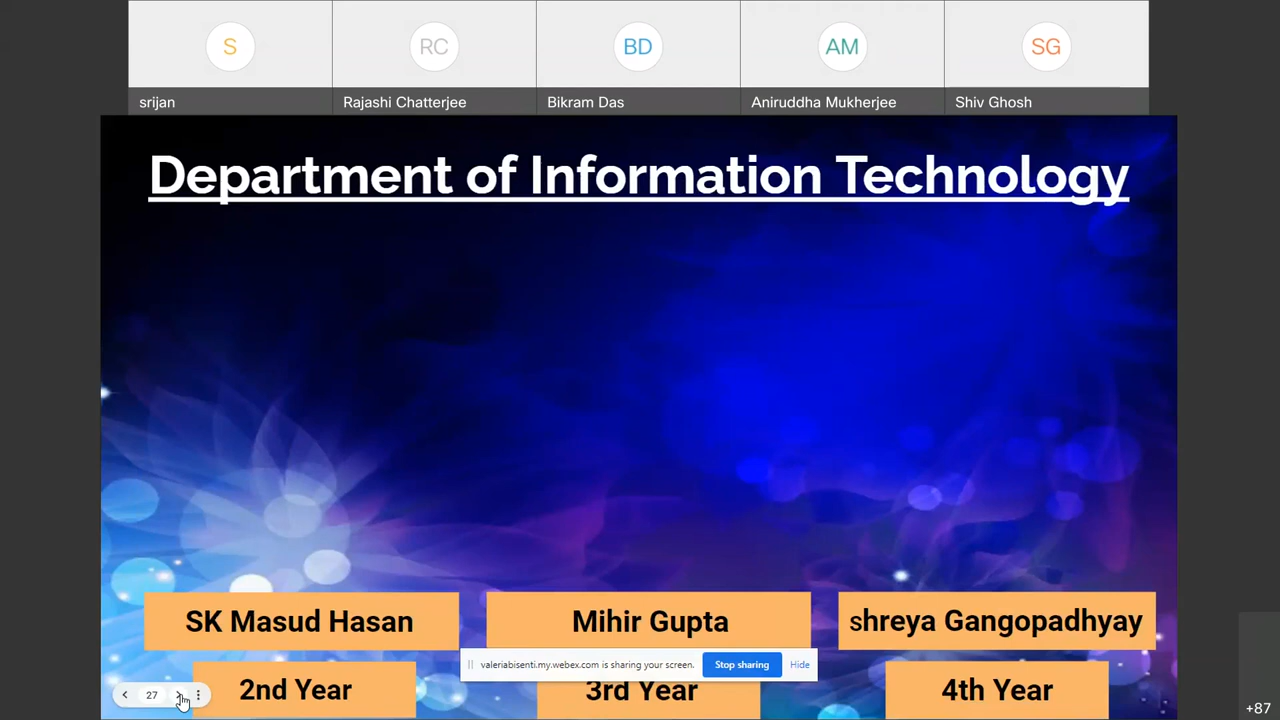 S RC BD AM SG
srijan Rajashi Chatterjee Bikram Das Aniruddha Mukherjee Shiv Ghosh
Department of Information Technology
SK Masud Hasan Mihir Gupta shreya Gangopadhyay
valeriabisenti.my.webex.com is sharing your screen. Stop sharing Hide
27 2nd Year 3rd Year 4th Year
+87